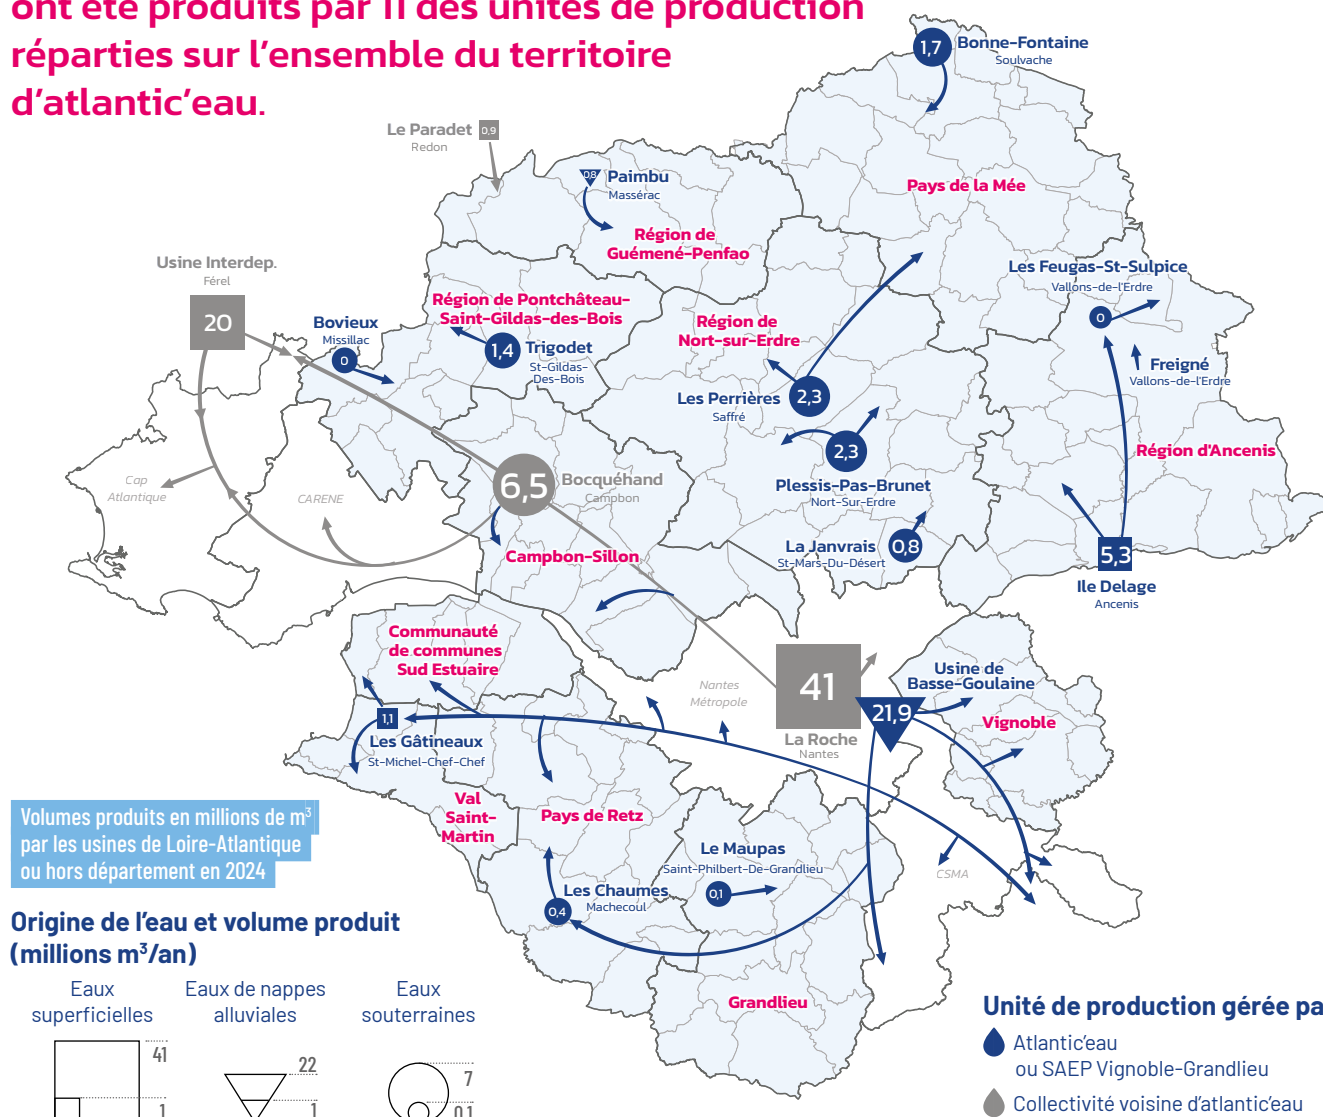 ont été produits par 11 des unités de production
réparties sur l'ensemble du territoire
d'atlantic'eau.
1,7
Bonne-Fontaine
Soulvache
Le Paradet
Redon
0,9
0,8
Paimbu
Massérac
Pays de la Mée
Région de
Guémené-Penfao
Usine Interdep.
Férel
20
Les Feugas-St-Sulpice
Vallons-de-l'Erdre
0
Région de Pontchâteau-
Saint-Gildas-des-Bois
Bovieux
Missillac
0
1,4
Trigodet
St-Gildas-
Des-Bois
Région de
Nort-sur-Erdre
Freigné
Vallons-de-l'Erdre
Les Perrières
Saffré
2,3
2,3
Plessis-Pas-Brunet
Nort-Sur-Erdre
Région d'Ancenis
Cap
Atlantique
CARENE
6,5
Bocquéhand
Campbon
La Janvrais
St-Mars-Du-Désert
0,8
Campbon-Sillon
5,3
Ile Delage
Ancenis
Communauté
de communes
Sud Estuaire
Nantes
Métropole
41
La Roche
Nantes
21,9
Usine de
Basse-Goulaine
Vignoble
1,1
Les Gâtineaux
St-Michel-Chef-Chef
Val
Saint-
Martin
Pays de Retz
Le Maupas
Saint-Philbert-De-Grandlieu
0,1
CSMA
Les Chaumes
Machecoul
0,4
Grandlieu
Volumes produits en millions de m³
par les usines de Loire-Atlantique
ou hors département en 2024
Origine de l'eau et volume produit
(millions m³/an)
Eaux
superficielles
Eaux de nappes
alluviales
Eaux
souterraines
41
1
22
1
7
0,1
Unité de production gérée pa
Atlantic'eau
ou SAEP Vignoble-Grandlieu
Collectivité voisine d'atlantic'eau